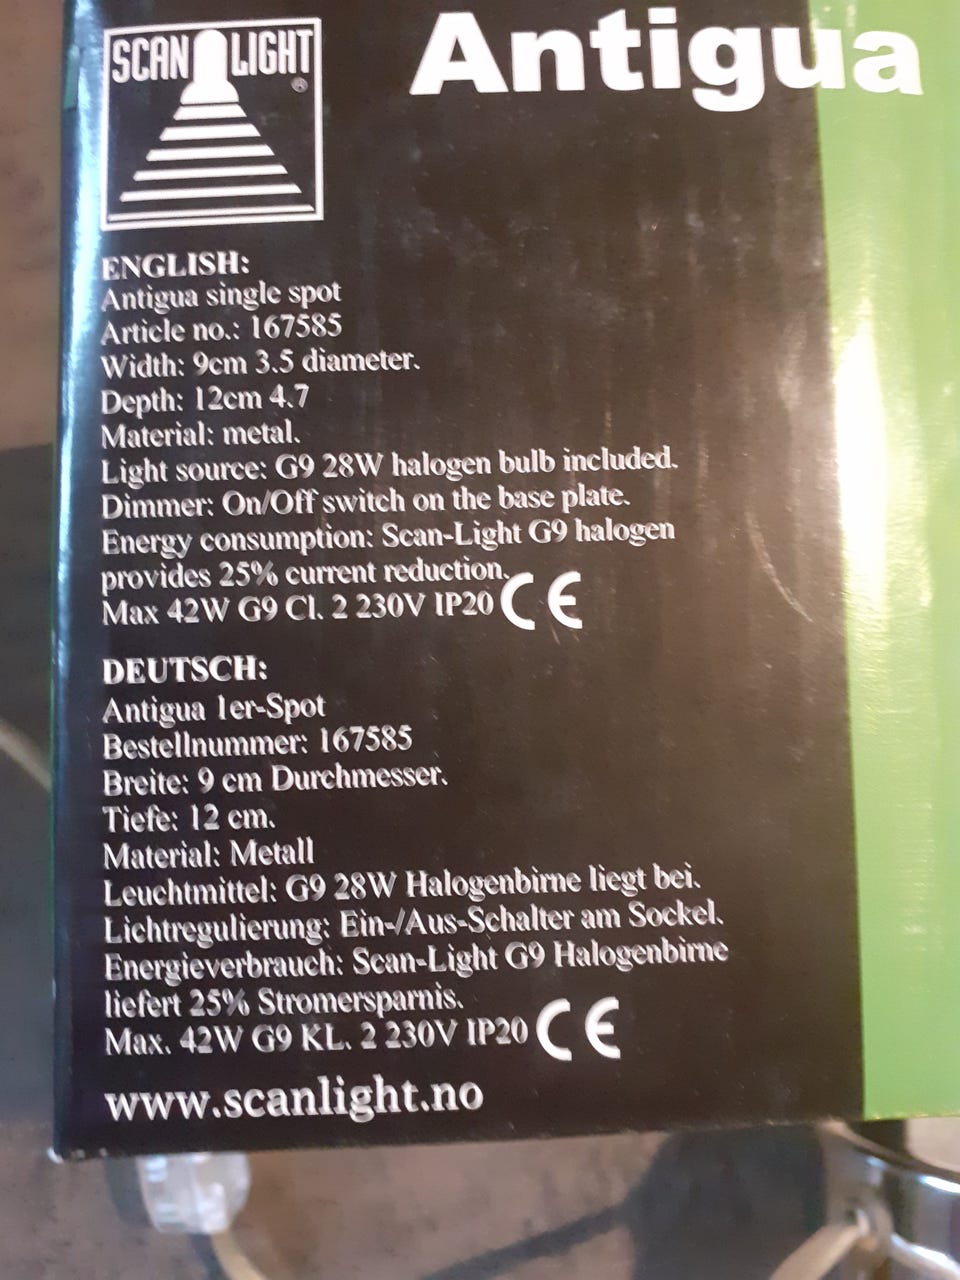 SCAN LIGHT ®
Antigua
ENGLISH:
Antigua single spot
Article no.: 167585
Width: 9cm 3.5 diameter.
Depth: 12cm 4.7
Material: metal.
Light source: G9 28W halogen bulb included.
Dimmer: On/Off switch on the base plate.
Energy consumption: Scan-Light G9 halogen
provides 25% current reduction.
Max 42W G9 Cl. 2 230V IP20 CE
DEUTSCH:
Antigua 1er-Spot
Bestellnummer: 167585
Breite: 9 cm Durchmesser.
Tiefe: 12 cm.
Material: Metall
Leuchtmittel: G9 28W Halogenbirne liegt bei.
Lichtregulierung: Ein-/Aus-Schalter am Sockel.
Energieverbrauch: Scan-Light G9 Halogenbirne
liefert 25% Stromersparnis.
Max. 42W G9 KL. 2 230V IP20 CE
www.scanlight.no